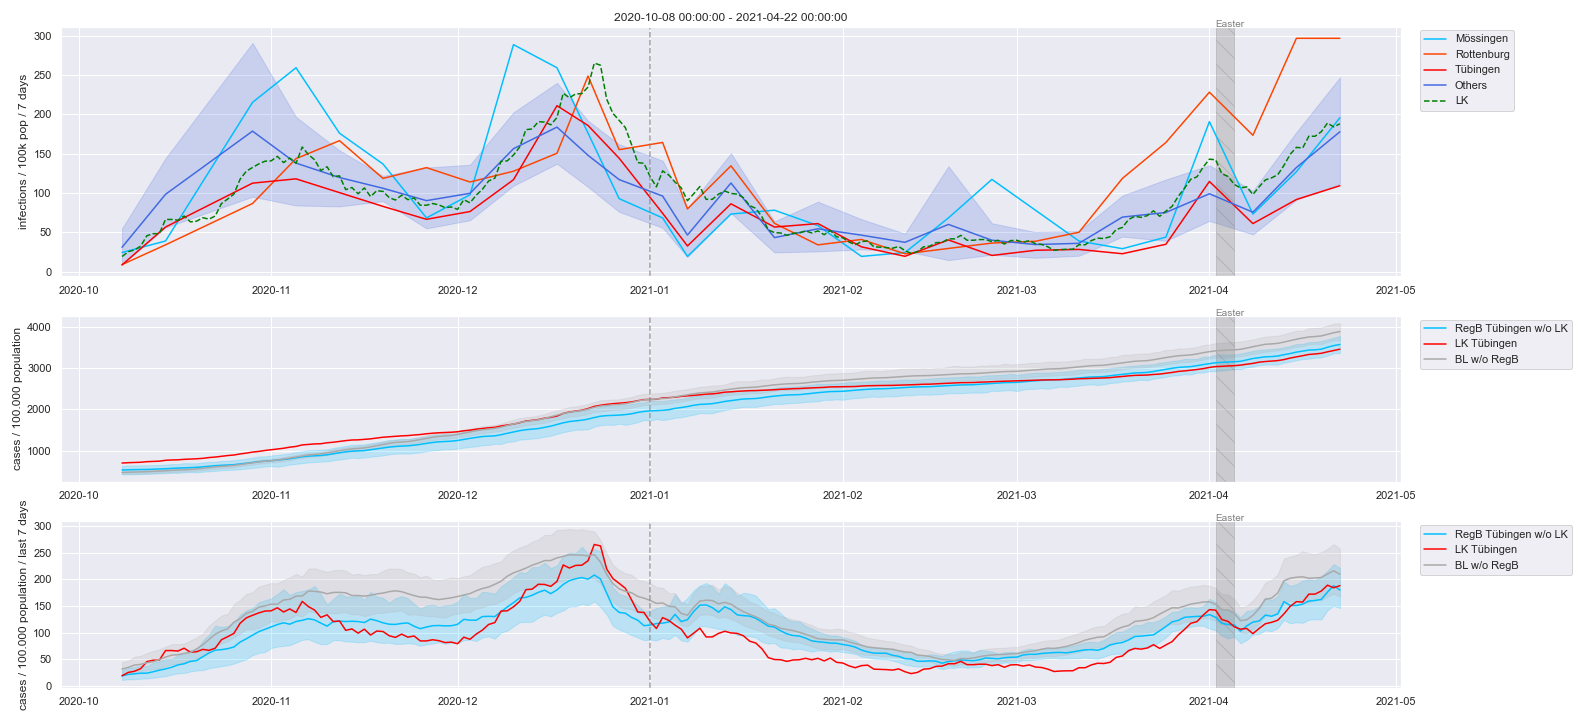 2020-10-08 00:00:00 - 2021-04-22 00:00:00
Easter
infections / 100k pop / 7 days
300
250
200
150
100
50
0
2020-10
2020-11
2020-12
2021-01
2021-02
2021-03
2021-04
2021-05
Mössingen
Rottenburg
Tübingen
Others
LK
Easter
cases / 100.000 population
4000
3000
2000
1000
2020-10
2020-11
2020-12
2021-01
2021-02
2021-03
2021-04
2021-05
RegB Tübingen w/o LK
LK Tübingen
BL w/o RegB
Easter
cases / 100.000 population / last 7 days
300
250
200
150
100
50
0
2020-10
2020-11
2020-12
2021-01
2021-02
2021-03
2021-04
2021-05
RegB Tübingen w/o LK
LK Tübingen
BL w/o RegB